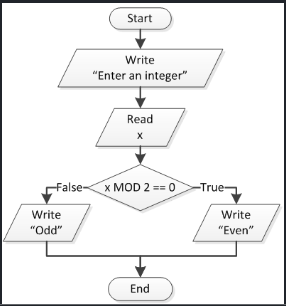 Start
Write
“Enter an integer”
Read
x
x MOD 2 == 0
False
True
Write
“Odd”
Write
“Even”
End